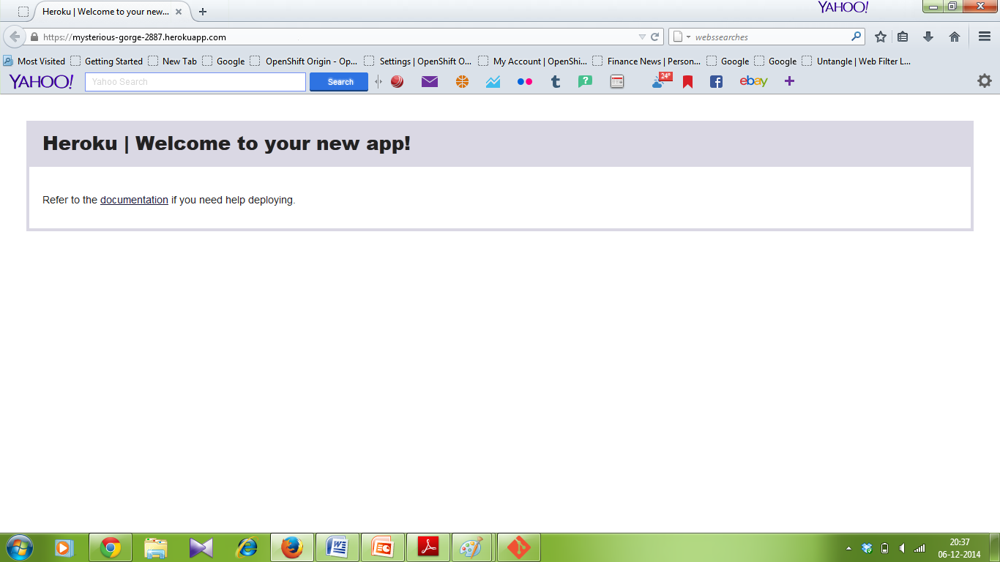 Heroku | Welcome to your new...
YAHOO!
https://mysterious-gorge-2887.herokuapp.com
webssearches
Most Visited Getting Started New Tab Google OpenShift Origin - Op... Settings | OpenShift O... My Account | OpenShi... Finance News | Person... Google Google Untangle | Web Filter L...
YAHOO! Yahoo Search Search t ? 24° f ebay
Heroku | Welcome to your new app!
Refer to the documentation if you need help deploying.
20:37
06-12-2014